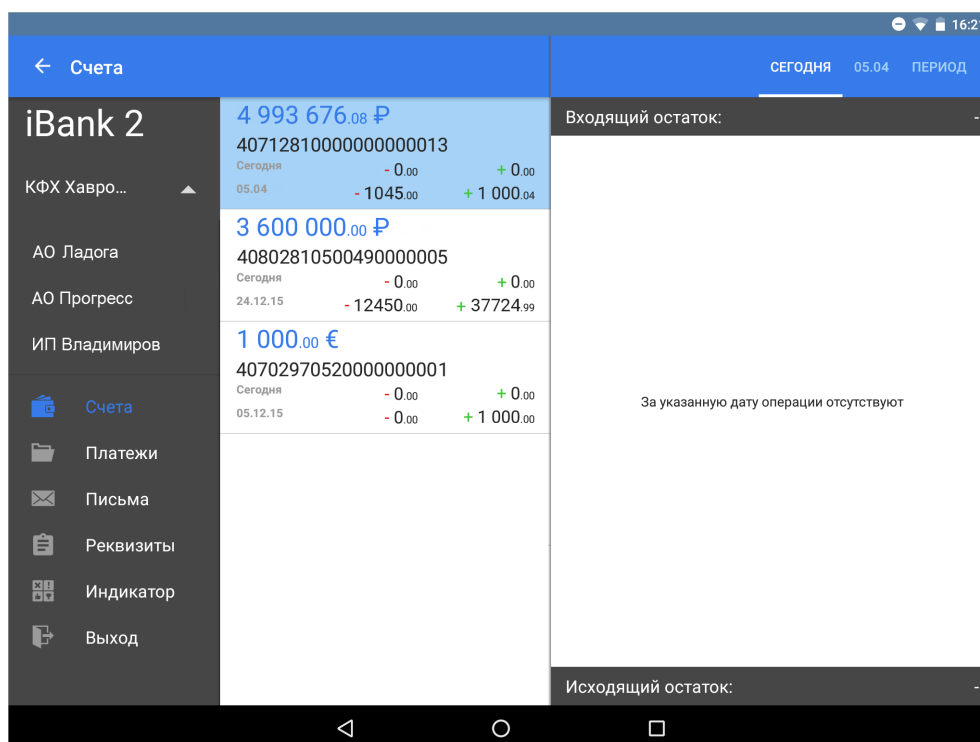 16:2
Счета
СЕГОДНЯ 05.04 ПЕРИОД
iBank 2
КФХ Хавро...
АО Ладога
АО Прогресс
ИП Владимиров
Счета
Платежи
Письма
Реквизиты
Индикатор
Выход
4 993 676.08 ₽
40712810000000000013
Сегодня - 0.00 + 0.00
05.04 - 1045.00 + 1 000.04
3 600 000.00 ₽
40802810500490000005
Сегодня - 0.00 + 0.00
24.12.15 - 12450.00 + 37724.99
1 000.00 €
40702970520000000001
Сегодня - 0.00 + 0.00
05.12.15 - 0.00 + 1 000.00
Входящий остаток: -
За указанную дату операции отсутствуют
Исходящий остаток: -